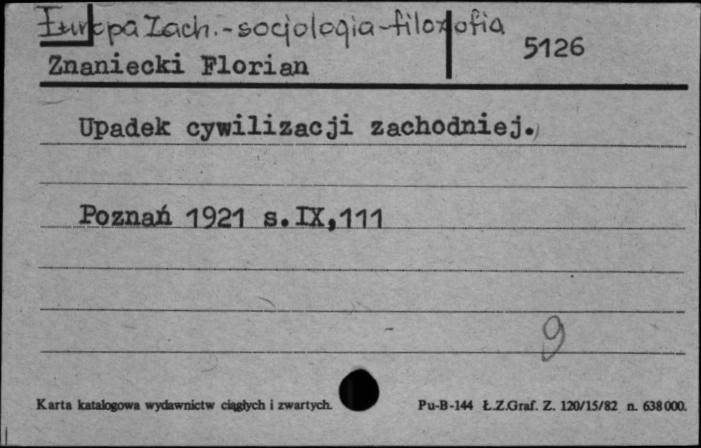 Europa Zach. - socjologia - filozofia
5126
Znaniecki Florian
Upadek cywilizacji zachodniej.
Poznań 1921 s.IX,111
9
Karta katalogowa wydawnictw ciągłych i zwartych. Pu-B-144 Ł.Z.Graf. Z. 120/15/82 n. 638000.